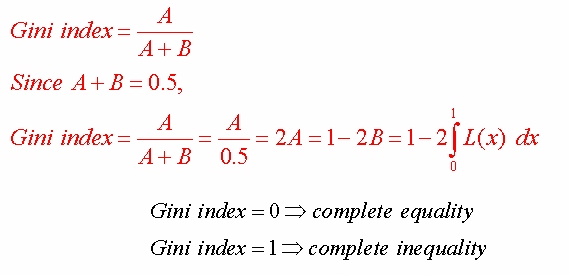 Gini index = A / (A + B)
Since A + B = 0.5,
Gini index = A / (A + B) = A / 0.5 = 2A = 1 − 2B = 1 − 2∫₀¹ L(x) dx
Gini index = 0 ⇒ complete equality
Gini index = 1 ⇒ complete inequality